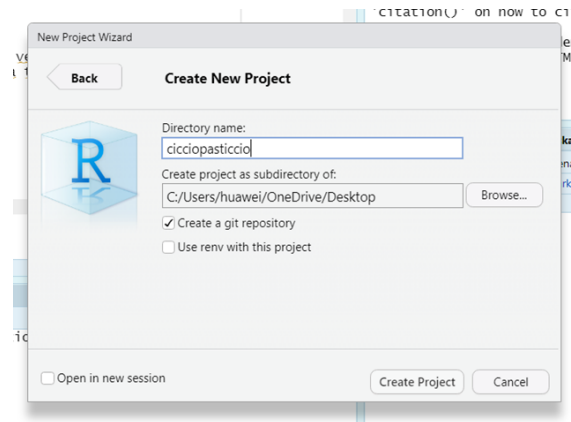 `citation()` on how to ci
New Project Wizard
Back
Create New Project
R
Directory name:
cicciopasticcio
Create project as subdirectory of:
C:/Users/huawei/OneDrive/Desktop
Browse...
Create a git repository
Use renv with this project
Open in new session
Create Project
Cancel